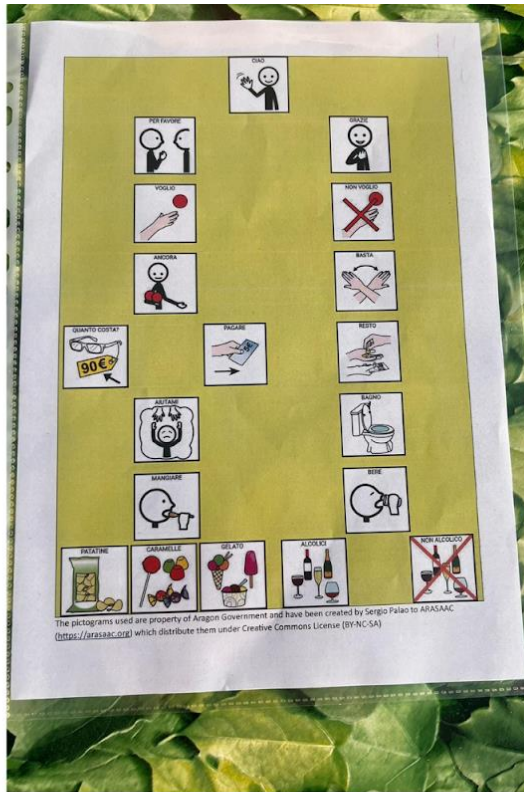 CIAO
PER FAVORE
GRAZIE
VOGLIO
NON VOGLIO
ANCORA
BASTA
QUANTO COSTA?
90€
PAGARE
RESTO
AIUTAMI
BAGNO
MANGIARE
BERE
PATATINE
CARAMELLE
GELATO
ALCOLICI
NON ALCOLICO
The pictograms used are property of Aragon Government and have been created by Sergio Palao to ARASAAC
(https://arasaac.org) which distribute them under Creative Commons License (BY-NC-SA)